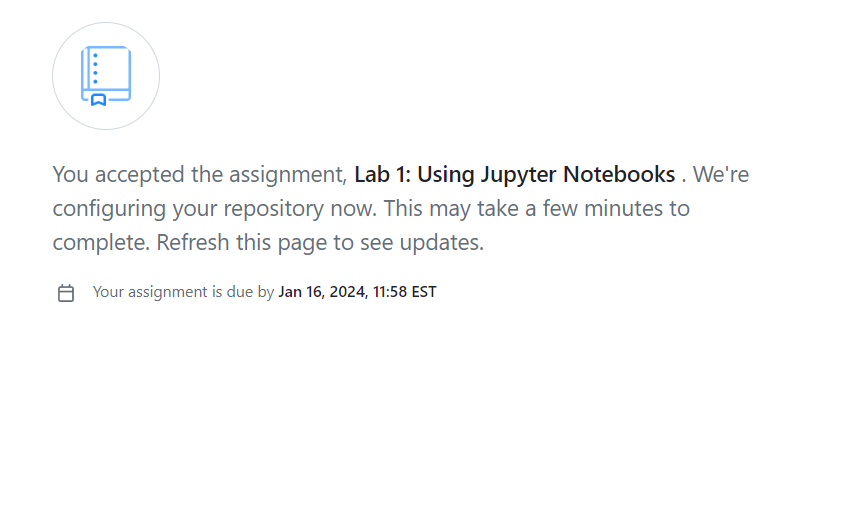 You accepted the assignment, Lab 1: Using Jupyter Notebooks . We're
configuring your repository now. This may take a few minutes to
complete. Refresh this page to see updates.
Your assignment is due by Jan 16, 2024, 11:58 EST